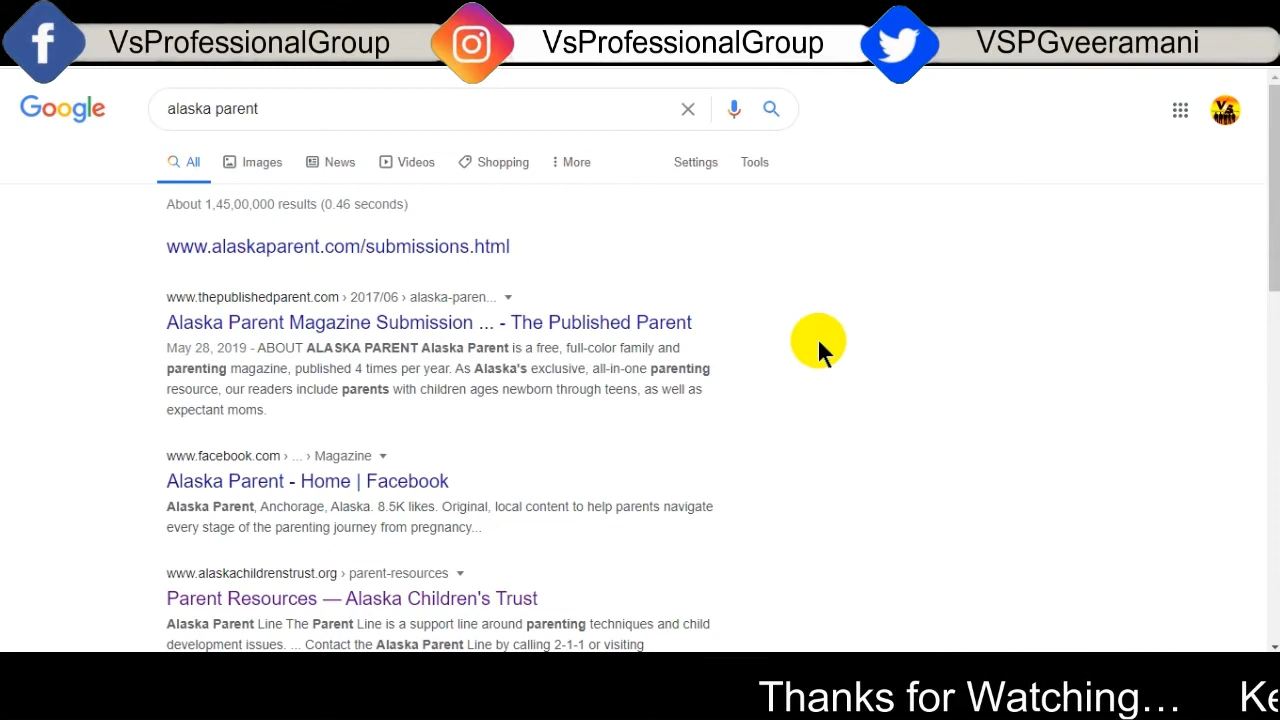 VsProfessionalGroup VsProfessionalGroup VSPGveeramani
Google alaska parent
All Images News Videos Shopping More Settings Tools
About 1,45,00,000 results (0.46 seconds)
www.alaskaparent.com/submissions.html
www.thepublishedparent.com › 2017/06 › alaska-paren...
Alaska Parent Magazine Submission ... - The Published Parent
May 28, 2019 - ABOUT ALASKA PARENT Alaska Parent is a free, full-color family and
parenting magazine, published 4 times per year. As Alaska's exclusive, all-in-one parenting
resource, our readers include parents with children ages newborn through teens, as well as
expectant moms.
www.facebook.com › ... › Magazine
Alaska Parent - Home | Facebook
Alaska Parent, Anchorage, Alaska. 8.5K likes. Original, local content to help parents navigate
every stage of the parenting journey from pregnancy...
www.alaskachildrenstrust.org › parent-resources
Parent Resources — Alaska Children's Trust
Alaska Parent Line The Parent Line is a support line around parenting techniques and child
development issues. ... Contact the Alaska Parent Line by calling 2-1-1 or visiting
Thanks for Watching... Ke